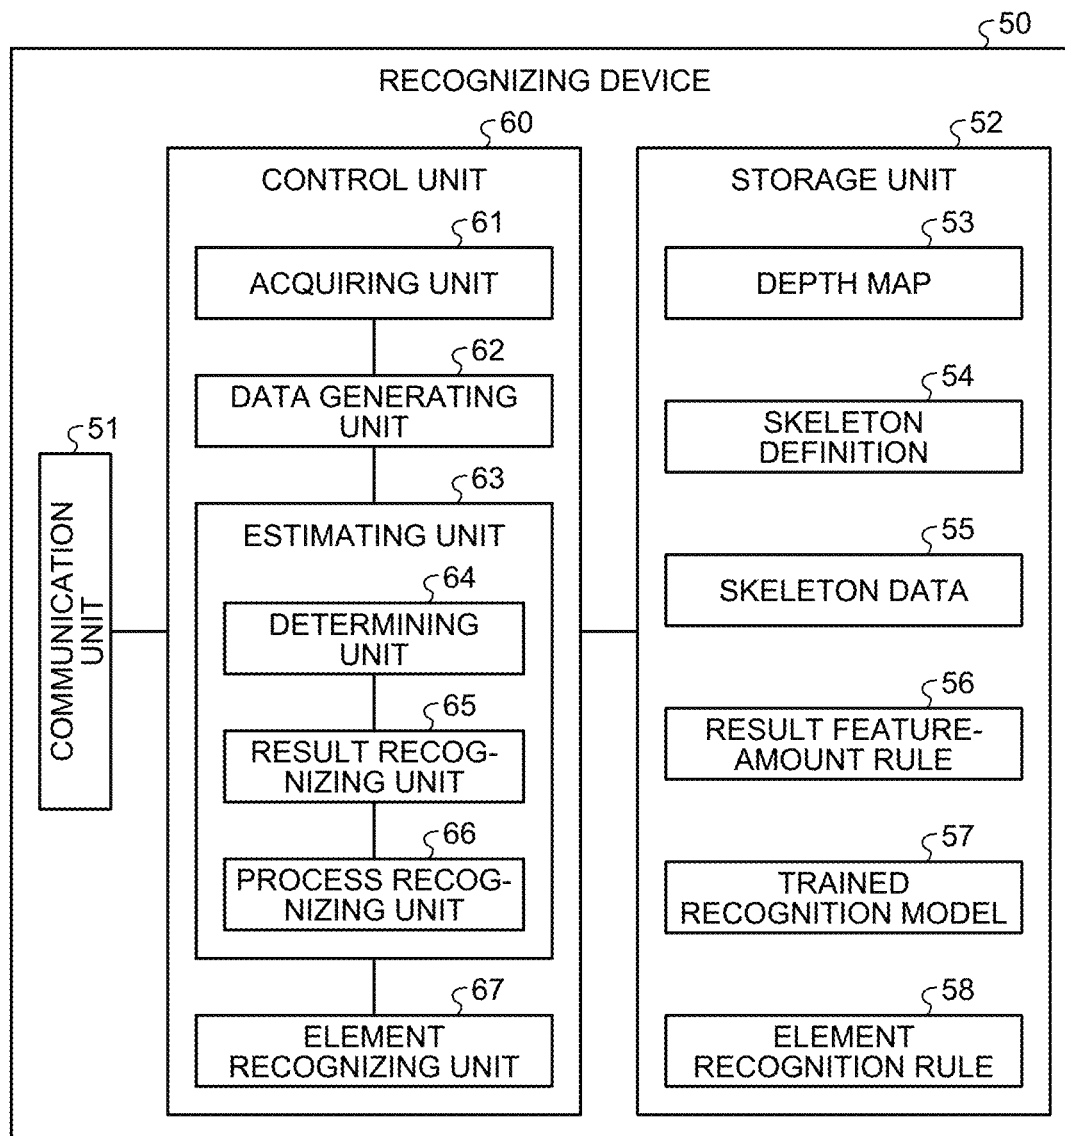 50
RECOGNIZING DEVICE
51
COMMUNICATION
UNIT
60
CONTROL UNIT
61
ACQUIRING UNIT
62
DATA GENERATING
UNIT
63
ESTIMATING UNIT
64
DETERMINING
UNIT
65
RESULT RECOG-
NIZING UNIT
66
PROCESS RECOG-
NIZING UNIT
67
ELEMENT
RECOGNIZING UNIT
52
STORAGE UNIT
53
DEPTH MAP
54
SKELETON
DEFINITION
55
SKELETON DATA
56
RESULT FEATURE-
AMOUNT RULE
57
TRAINED
RECOGNITION MODEL
58
ELEMENT
RECOGNITION RULE